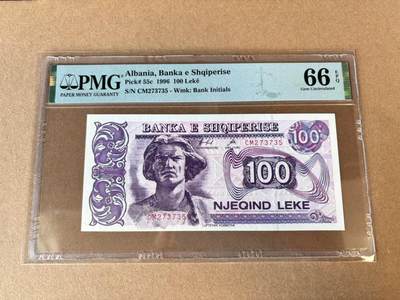 PMG
PAPER MONEY GUARANTY
Albania, Banka e Shqiperise
Pick# 55c 1996 100 Lekë
S/N CM273735 - Wmk: Bank Initials
66 EPQ
Gem Uncirculated
BANKA E SHQIPERISE
100
CM273735
100
CM273735
NJEQIND LEKE